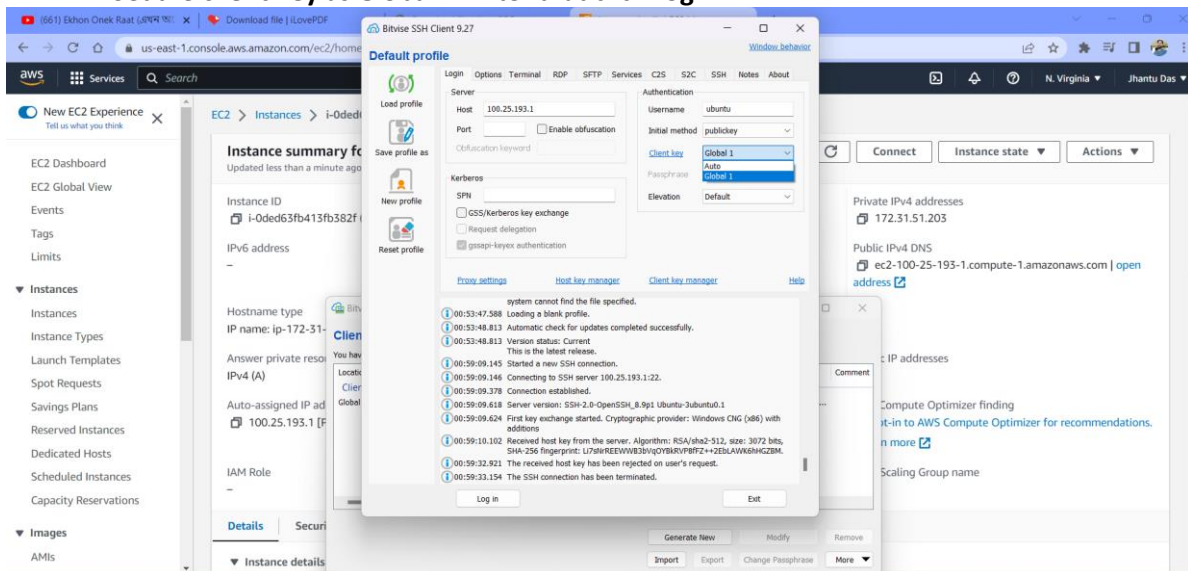 (661) Ekhon Onek Raat
Download file | iLovePDF
us-east-1.console.aws.amazon.com/ec2/home
aws
Services
Search
N. Virginia
Jhantu Das
New EC2 Experience
Tell us what you think
EC2 Dashboard
EC2 Global View
Events
Tags
Limits
Instances
Instances
Instance Types
Launch Templates
Spot Requests
Savings Plans
Reserved Instances
Dedicated Hosts
Scheduled Instances
Capacity Reservations
Images
AMIs
EC2 > Instances >
Instance summary
Updated less than a minute ago
Connect
Instance state
Actions
Instance ID
i-0ded63fb413fb382f
IPv6 address
–
Hostname type
IP name: ip-172-31-
Answer private
IPv4 (A)
Auto-assigned IP
100.25.193.1
IAM Role
–
Details
Instance details
Private IPv4 addresses
172.31.51.203
Public IPv4 DNS
ec2-100-25-193-1.compute-1.amazonaws.com | open
address
IP addresses
Compute Optimizer finding
AWS Compute Optimizer for recommendations.
Scaling Group name
Bitvise SSH Client 9.27
Default profile
Window behavior
Load profile
Save profile as
New profile
Reset profile
Login Options Terminal RDP SFTP Services C2S S2C SSH Notes About
Server
Host 100.25.193.1
Port Enable obfuscation
Obfuscation keyword
Kerberos
SPN
GSS/Kerberos key exchange
Request delegation
gssapi-keyex authentication
Authentication
Username ubuntu
Initial method publickey
Client key Global 1
Auto
Passphrase Global 1
Elevation Default
Proxy settings Host key manager Client key manager Help
system cannot find the file specified.
00:53:47.588 Loading a blank profile.
00:53:48.813 Automatic check for updates completed successfully.
00:53:48.813 Version status: Current
This is the latest release.
00:59:09.145 Started a new SSH connection.
00:59:09.146 Connecting to SSH server 100.25.193.1:22.
00:59:09.378 Connection established.
00:59:09.618 Server version: SSH-2.0-OpenSSH_8.9p1 Ubuntu-3ubuntu0.1
00:59:09.624 First key exchange started. Cryptographic provider: Windows CNG (x86) with
additions
00:59:10.102 Received host key from the server. Algorithm: RSA/sha2-512, size: 3072 bits,
SHA-256 fingerprint:
00:59:32.921 The received host key has been rejected on user's request.
00:59:33.154 The SSH connection has been terminated.
Log in
Exit
Comment
Global
Generate New
Modify
Remove
Import
Export
Change Passphrase
More